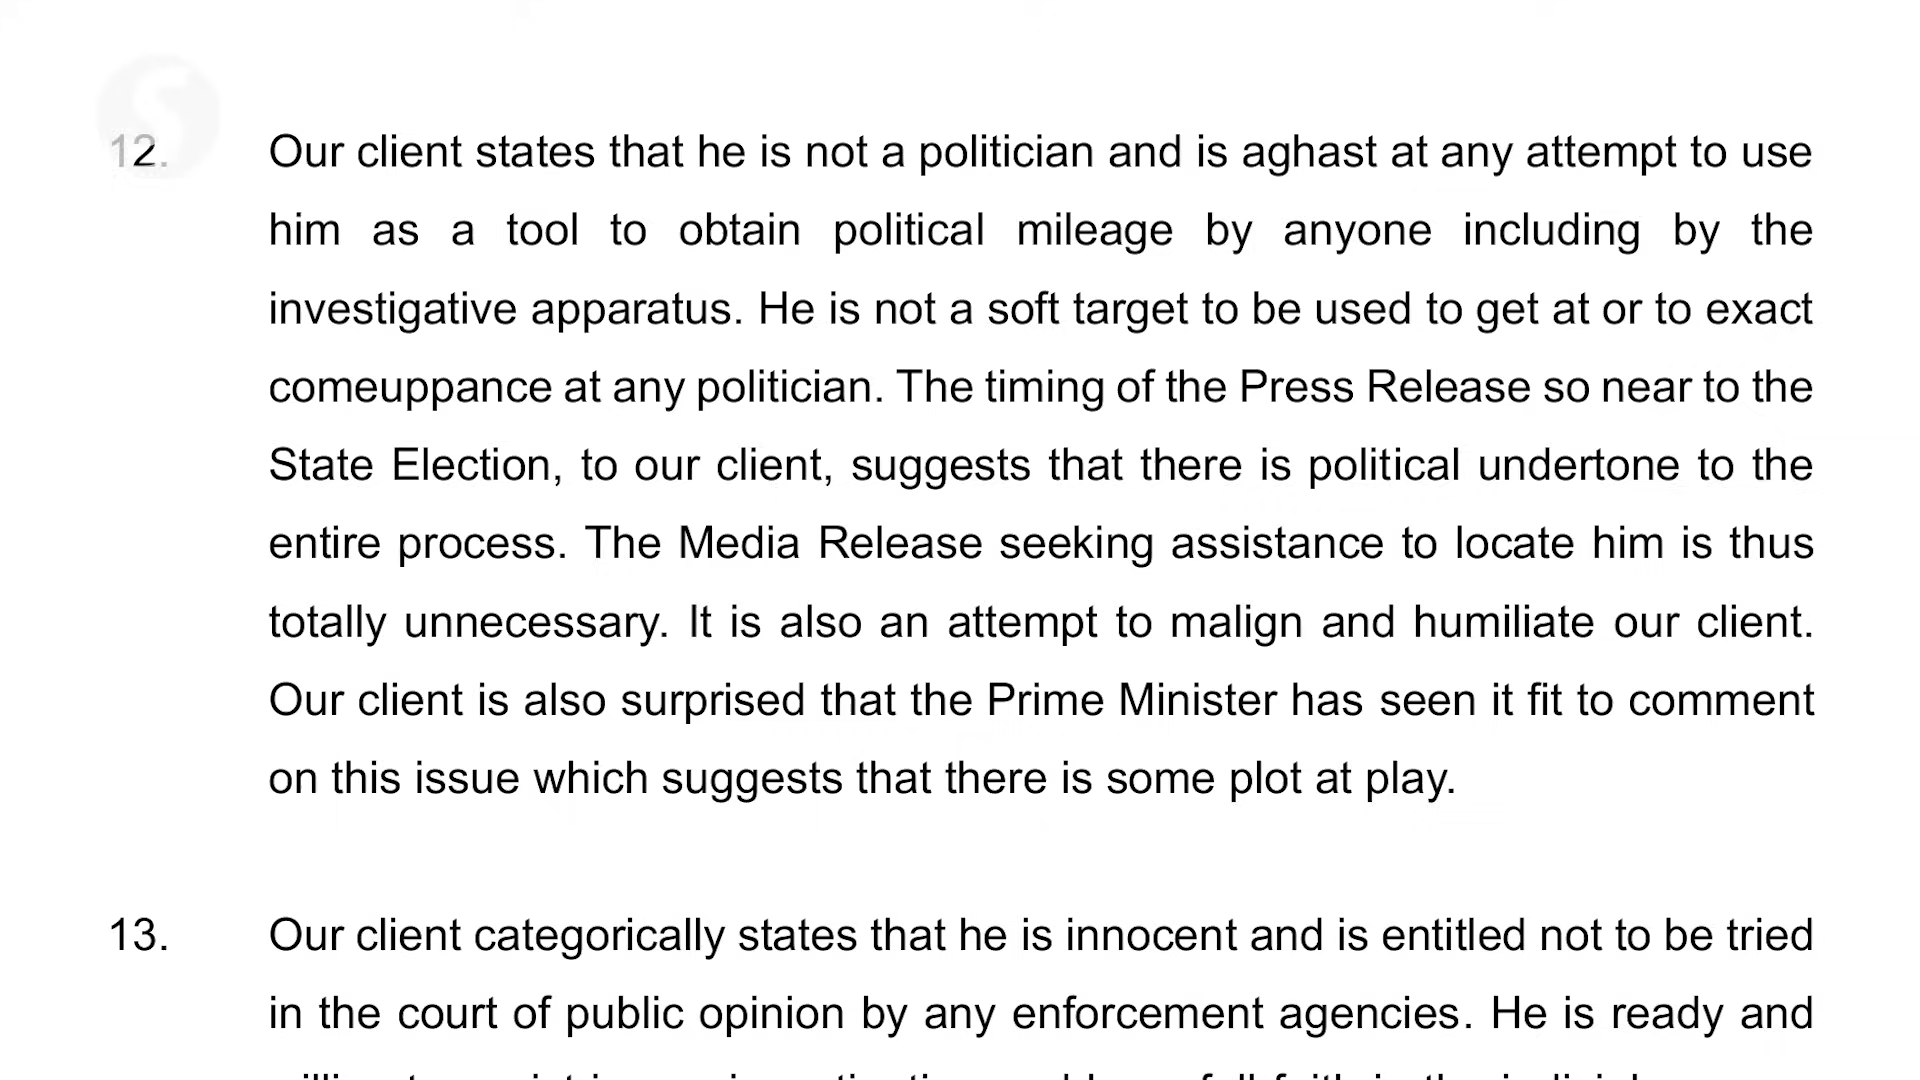 12. Our client states that he is not a politician and is aghast at any attempt to use
him as a tool to obtain political mileage by anyone including by the
investigative apparatus. He is not a soft target to be used to get at or to exact
comeuppance at any politician. The timing of the Press Release so near to the
State Election, to our client, suggests that there is political undertone to the
entire process. The Media Release seeking assistance to locate him is thus
totally unnecessary. It is also an attempt to malign and humiliate our client.
Our client is also surprised that the Prime Minister has seen it fit to comment
on this issue which suggests that there is some plot at play.
13. Our client categorically states that he is innocent and is entitled not to be tried
in the court of public opinion by any enforcement agencies. He is ready and